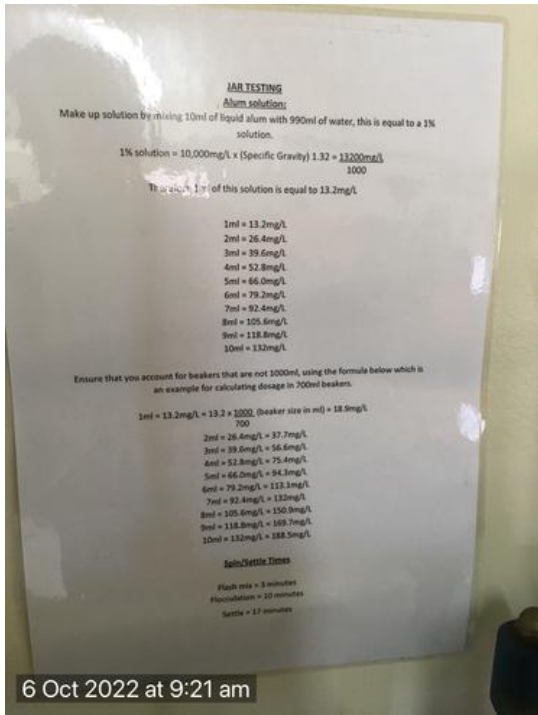 JAR TESTING
Alum solution:
Make up solution by mixing 10ml of liquid alum with 990ml of water, this is equal to a 1%
solution.
1% solution = 10,000mg/L x (Specific Gravity) 1.32 = 13200mg/L
1000
Therefore 1ml of this solution is equal to 13.2mg/L
1ml = 13.2mg/L
2ml = 26.4mg/L
3ml = 39.6mg/L
4ml = 52.8mg/L
5ml = 66.0mg/L
6ml = 79.2mg/L
7ml = 92.4mg/L
8ml = 105.6mg/L
9ml = 118.8mg/L
10ml = 132mg/L
Ensure that you account for beakers that are not 1000ml, using the formula below which is
an example for calculating dosage in 700ml beakers.
1ml = 13.2mg/L = 13.2 x 1000 (beaker size in ml) = 18.9mg/L
700
2ml = 26.4mg/L = 37.7mg/L
3ml = 39.6mg/L = 56.6mg/L
4ml = 52.8mg/L = 75.4mg/L
5ml = 66.0mg/L = 94.3mg/L
6ml = 79.2mg/L = 113.1mg/L
7ml = 92.4mg/L = 132mg/L
8ml = 105.6mg/L = 150.9mg/L
9ml = 118.8mg/L = 169.7mg/L
10ml = 132mg/L = 188.5mg/L
Spin/Settle Times
Flash mix = 3 minutes
Flocculation = 10 minutes
Settle = 17 minutes
6 Oct 2022 at 9:21 am